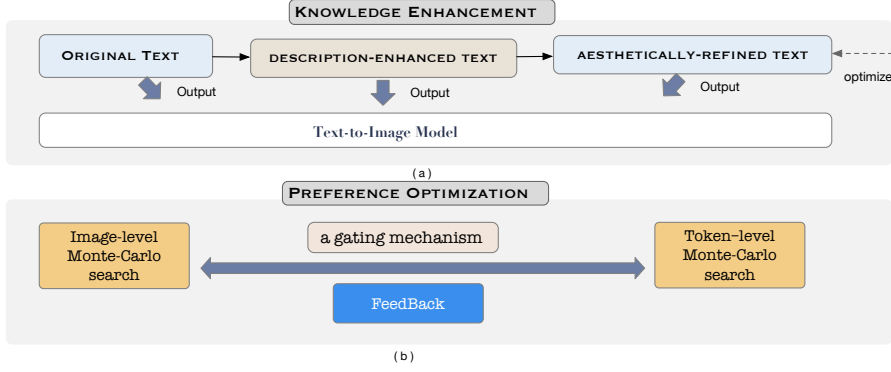 KNOWLEDGE ENHANCEMENT
ORIGINAL TEXT
DESCRIPTION-ENHANCED TEXT
AESTHETICALLY-REFINED TEXT
Output
Output
Output
optimize
Text-to-Image Model
( a )
PREFERENCE OPTIMIZATION
Image-level
Monte-Carlo
search
a gating mechanism
Token–level
Monte-Carlo
search
FeedBack
( b )